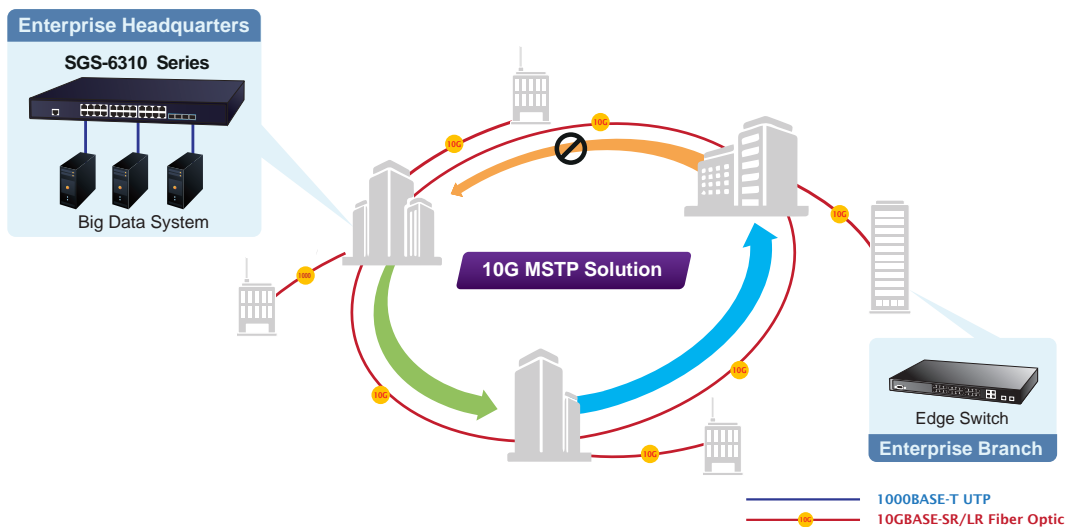 Enterprise Headquarters
SGS-6310 Series
Big Data System
10G
10G
10G
10G
1000
10G MSTP Solution
10G
10G
10G
Edge Switch
Enterprise Branch
1000BASE-T UTP
10G
10GBASE-SR/LR Fiber Optic